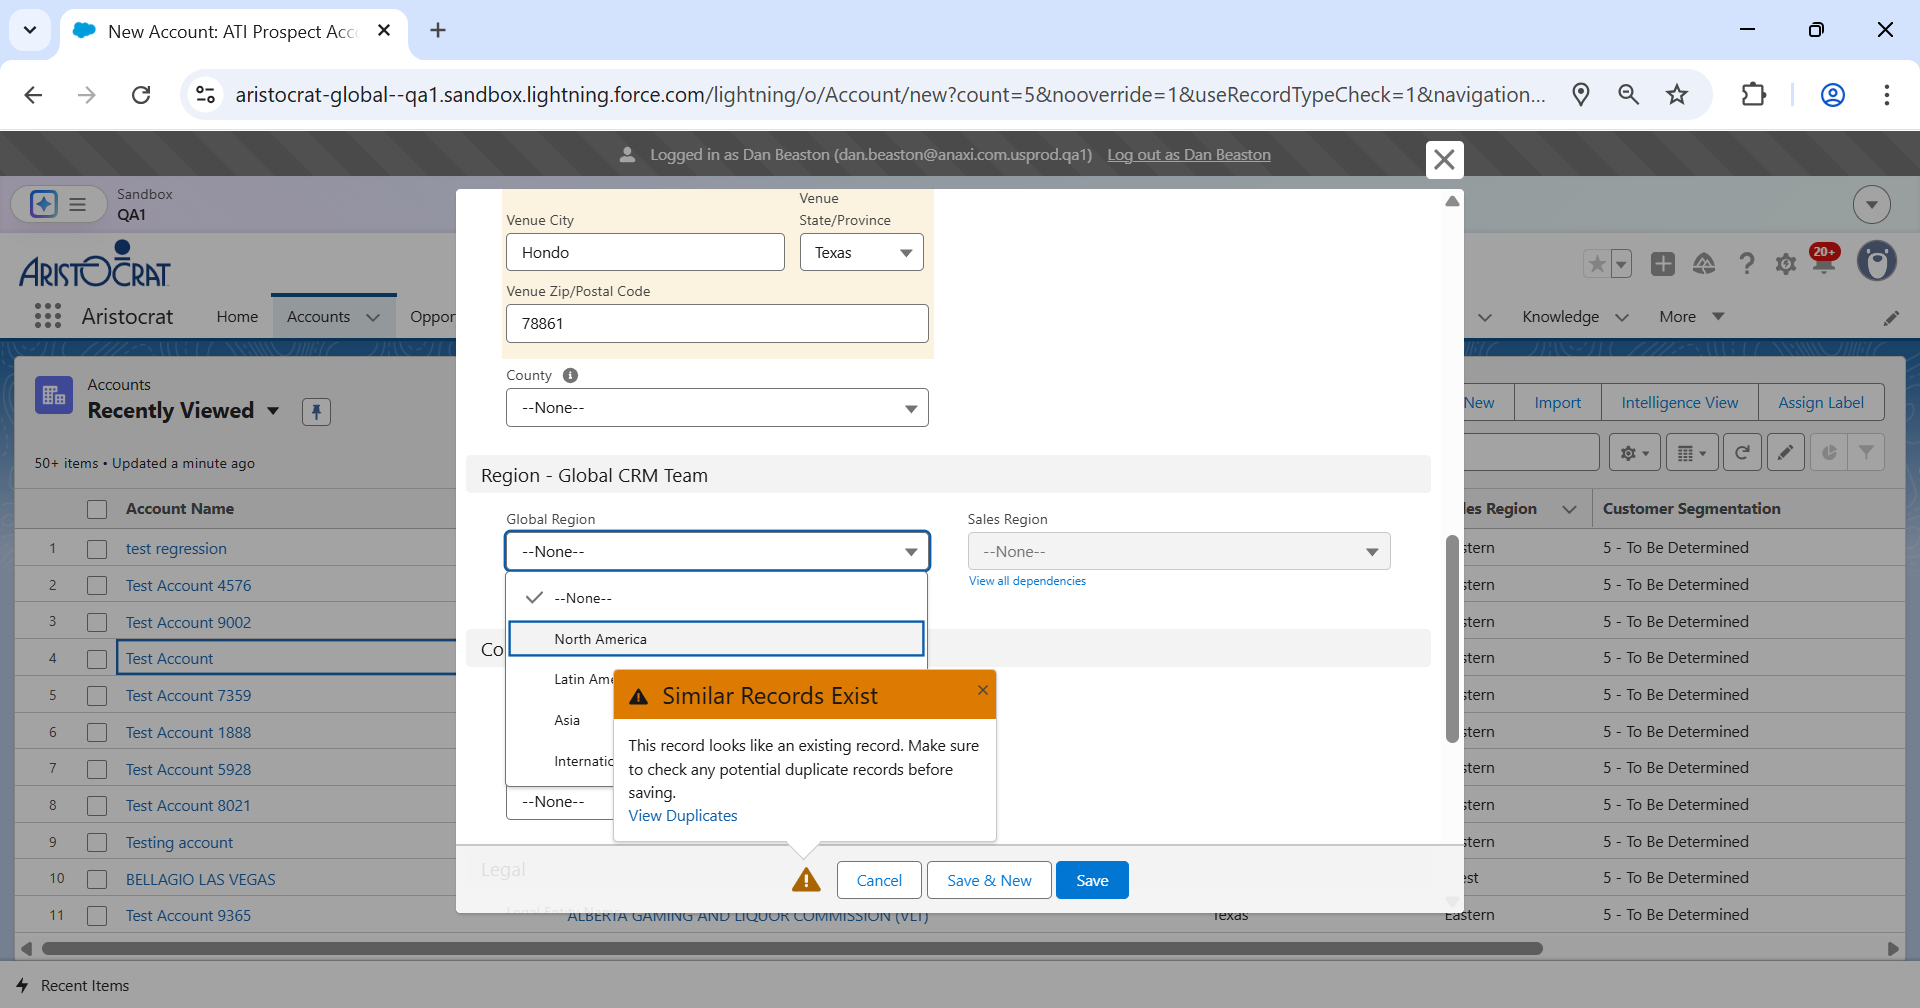 New Account: ATI Prospect Acc
aristocrat-global--qa1.sandbox.lightning.force.com/lightning/o/Account/new?count=5&nooverride=1&useRecordTypeCheck=1&navigation...
Logged in as Dan Beaston (dan.beaston@anaxi.com.usprod.qa1) Log out as Dan Beaston
Sandbox
QA1
ARISTOCRAT
20+
Aristocrat
Home
Accounts
Oppor
Knowledge
More
Accounts
Recently Viewed
New
Import
Intelligence View
Assign Label
50+ items • Updated a minute ago
Account Name
les Region
Customer Segmentation
1 test regression stern 5 - To Be Determined
2 Test Account 4576 stern 5 - To Be Determined
3 Test Account 9002 stern 5 - To Be Determined
4 Test Account stern 5 - To Be Determined
5 Test Account 7359 stern 5 - To Be Determined
6 Test Account 1888 stern 5 - To Be Determined
7 Test Account 5928 stern 5 - To Be Determined
8 Test Account 8021 stern 5 - To Be Determined
9 Testing account stern 5 - To Be Determined
10 BELLAGIO LAS VEGAS est 5 - To Be Determined
11 Test Account 9365 ALBERTA GAMING AND LIQUOR COMMISSION (VLT) Texas Eastern 5 - To Be Determined
Venue City
Hondo
Venue
State/Province
Texas
Venue Zip/Postal Code
78861
County
--None--
Region - Global CRM Team
Global Region
--None--
Sales Region
--None--
View all dependencies
--None--
North America
Co
Latin Ame
Asia
Internatio
--None--
Similar Records Exist
This record looks like an existing record. Make sure
to check any potential duplicate records before
saving.
View Duplicates
Legal
Legal Entity Name
Cancel
Save & New
Save
Recent Items